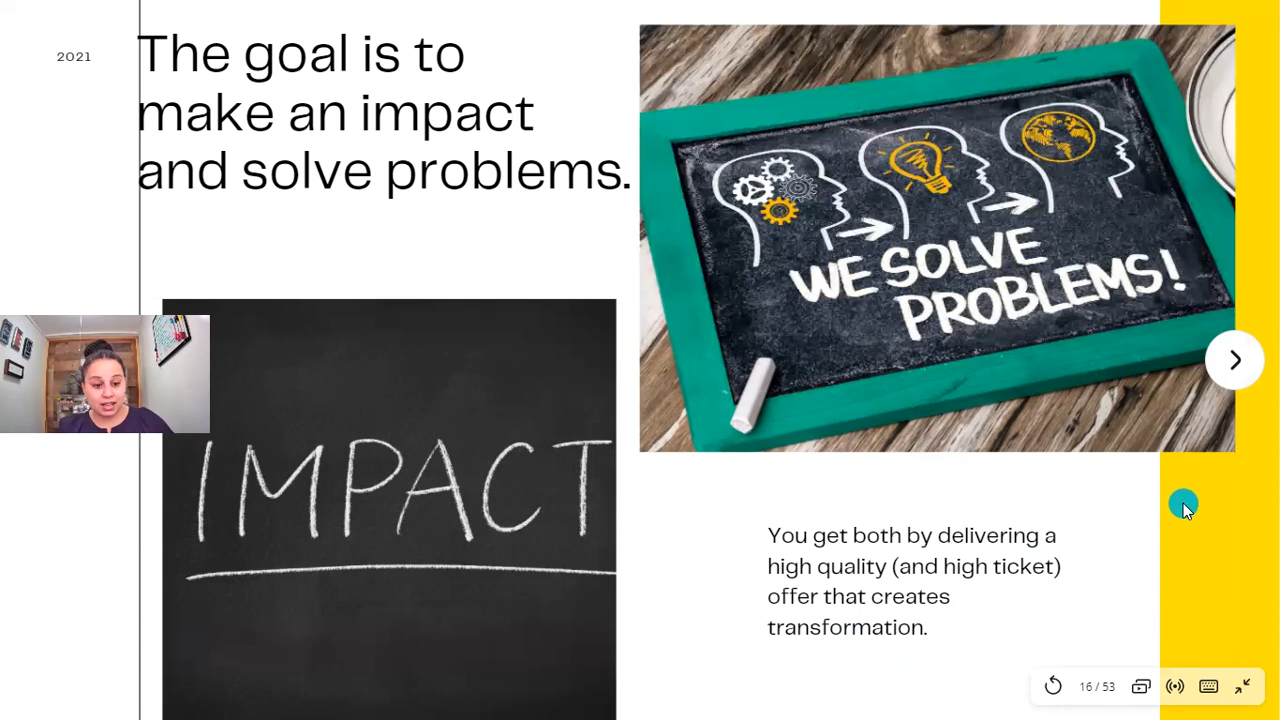 2021
The goal is to
make an impact
and solve problems.
WE SOLVE
PROBLEMS!
IMPACT
You get both by delivering a
high quality (and high ticket)
offer that creates
transformation.
16 / 53